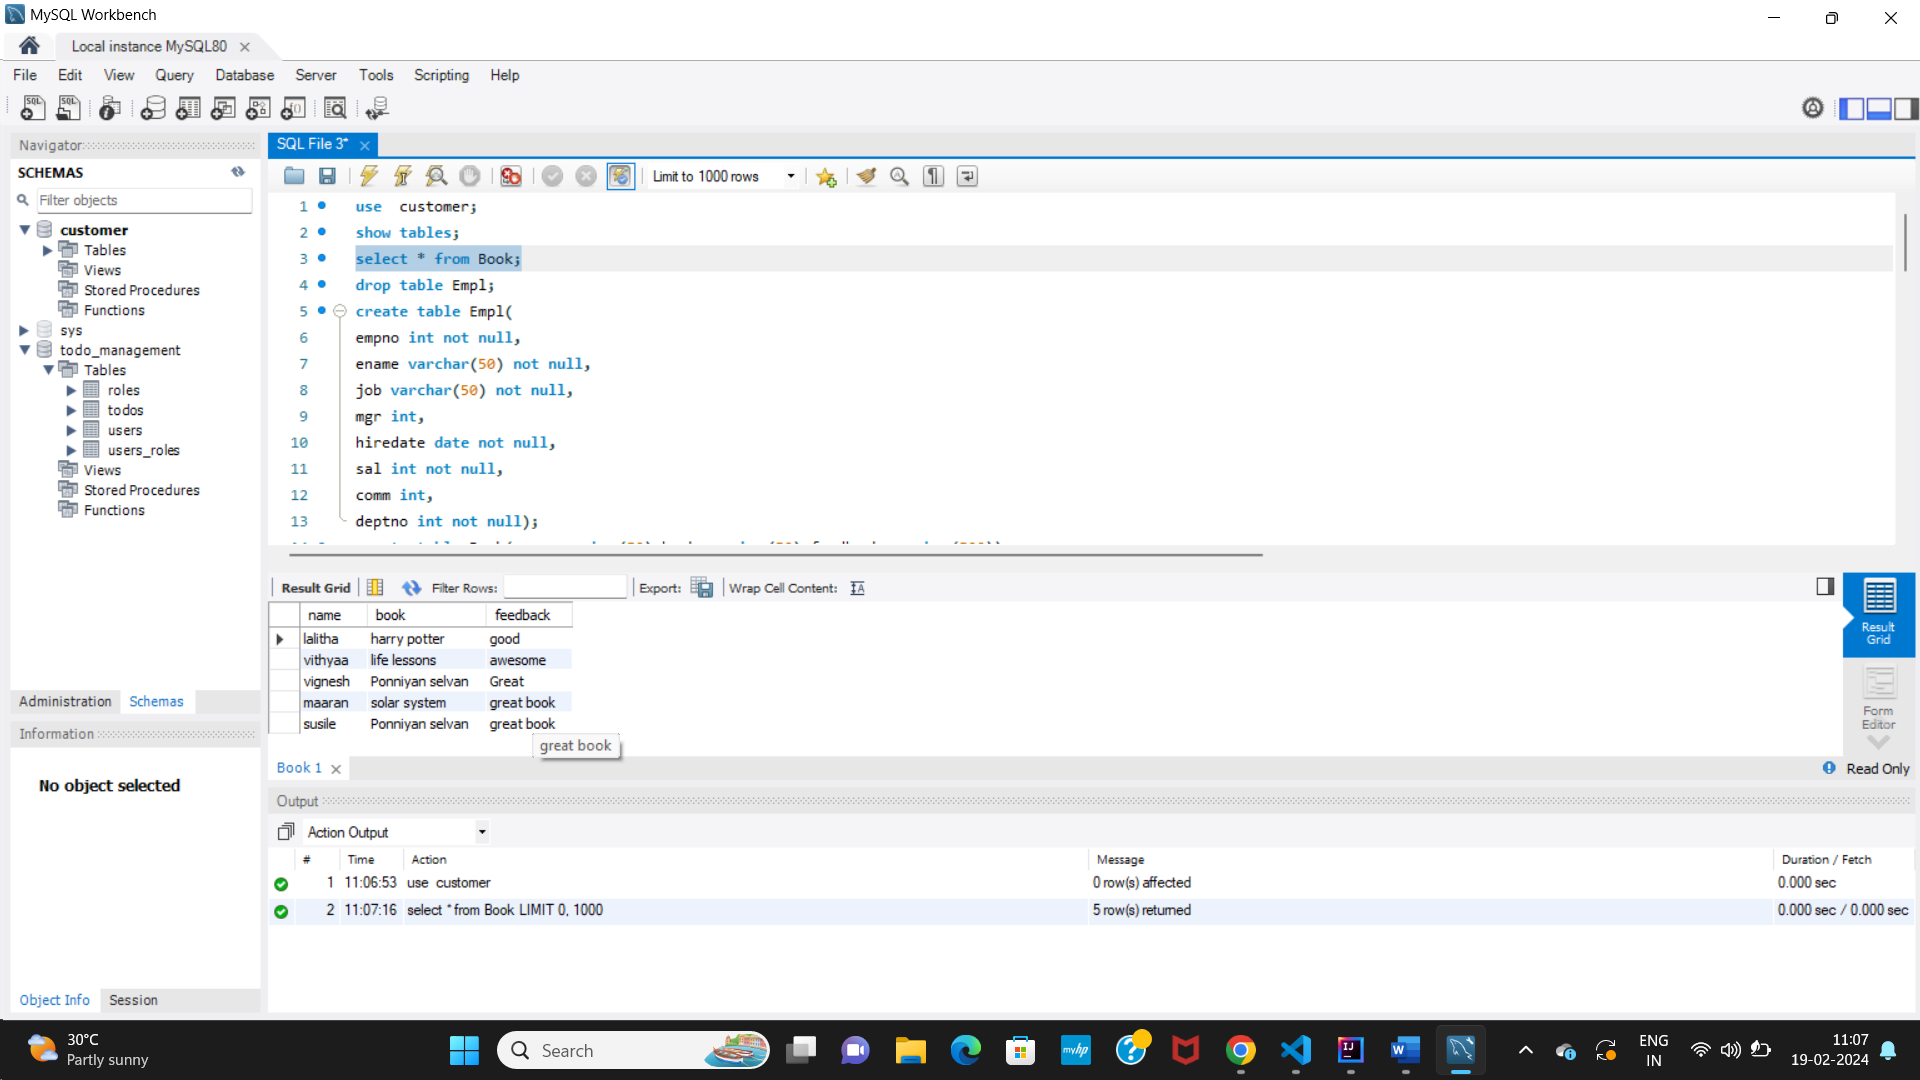 MySQL Workbench
Local instance MySQL80
File Edit View Query Database Server Tools Scripting Help
Navigator
SCHEMAS
Filter objects
customer
Tables
Views
Stored Procedures
Functions
sys
todo_management
Tables
roles
todos
users
users_roles
Views
Stored Procedures
Functions
Administration Schemas
Information
No object selected
Object Info Session
SQL File 3*
Limit to 1000 rows
1 use  customer;
2 show tables;
3 select * from Book;
4 drop table Empl;
5 create table Empl(
6 empno int not null,
7 ename varchar(50) not null,
8 job varchar(50) not null,
9 mgr int,
10 hiredate date not null,
11 sal int not null,
12 comm int,
13 deptno int not null);
Result Grid Filter Rows: Export: Wrap Cell Content:
name book feedback
lalitha harry potter good
vithyaa life lessons awesome
vignesh Ponniyan selvan Great
maaran solar system great book
susile Ponniyan selvan great book
great book
Result
Grid
Form
Editor
Book 1
Read Only
Output
Action Output
# Time Action Message Duration / Fetch
1 11:06:53 use  customer 0 row(s) affected 0.000 sec
2 11:07:16 select * from Book LIMIT 0, 1000 5 row(s) returned 0.000 sec / 0.000 sec
30°C
Partly sunny
Search
myhp
ENG
IN
11:07
19-02-2024